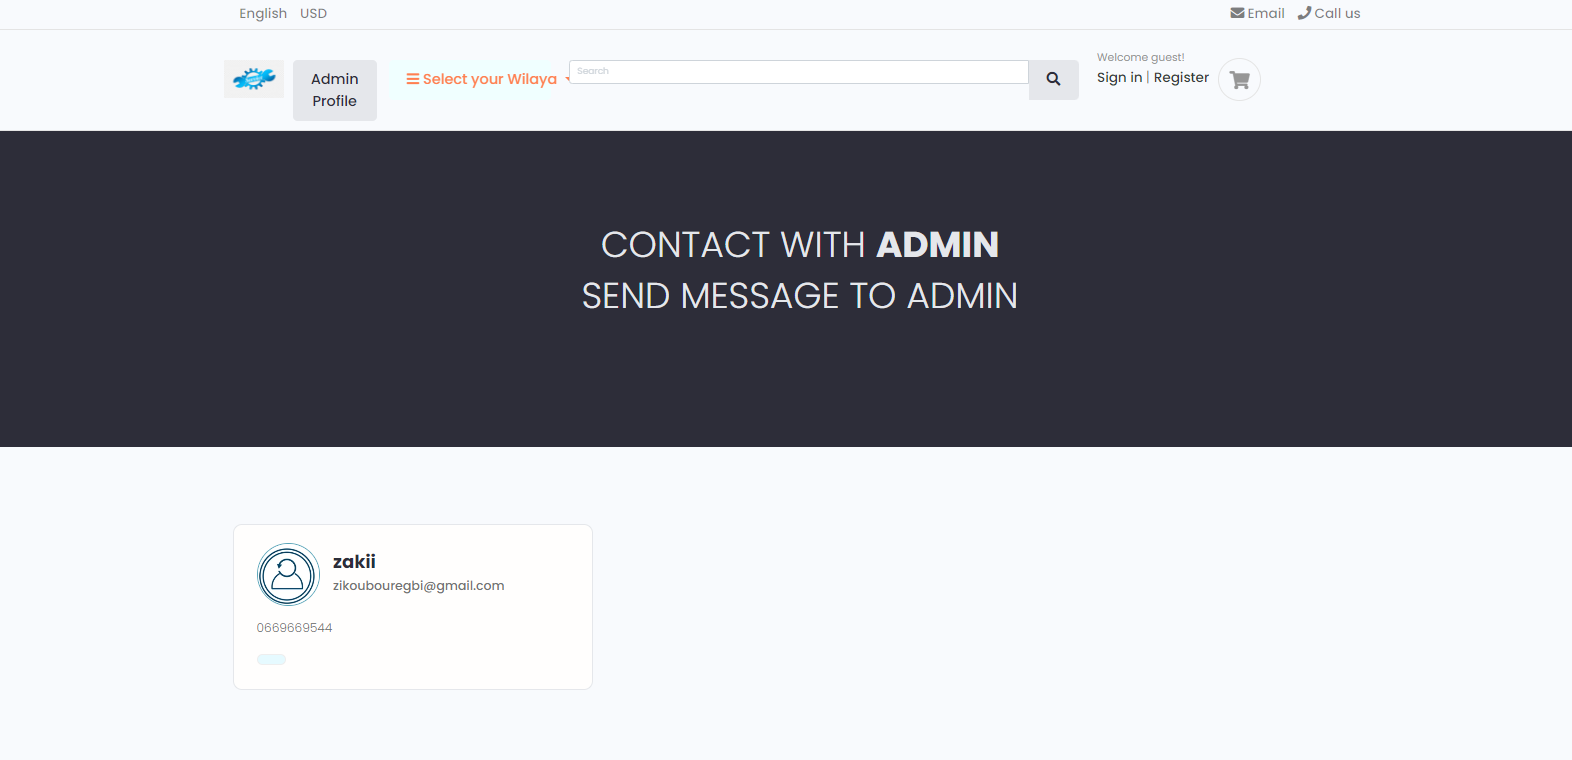 English USD
Email Call us
Admin
Profile
Select your Wilaya
Search
Welcome guest!
Sign in | Register
CONTACT WITH ADMIN
SEND MESSAGE TO ADMIN
zakii
zikoubouregbi@gmail.com
0669669544